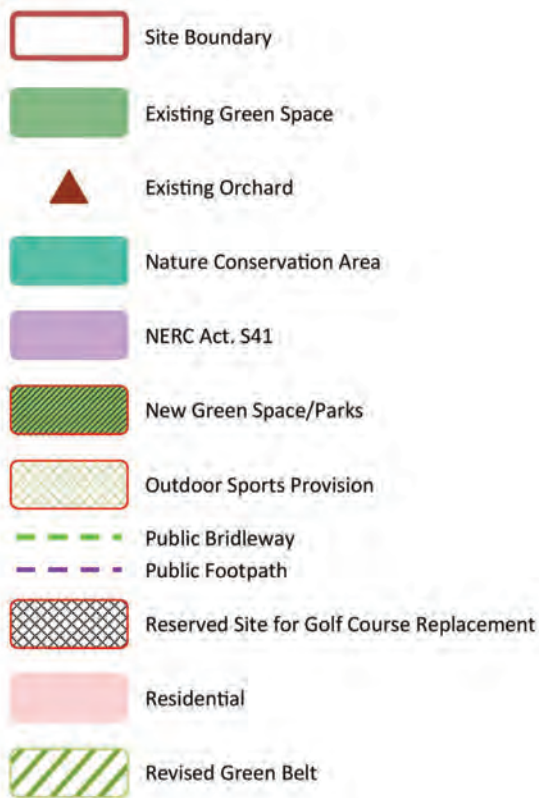 Site Boundary
Existing Green Space
Existing Orchard
Nature Conservation Area
NERC Act. S41
New Green Space/Parks
Outdoor Sports Provision
Public Bridleway
Public Footpath
Reserved Site for Golf Course Replacement
Residential
Revised Green Belt